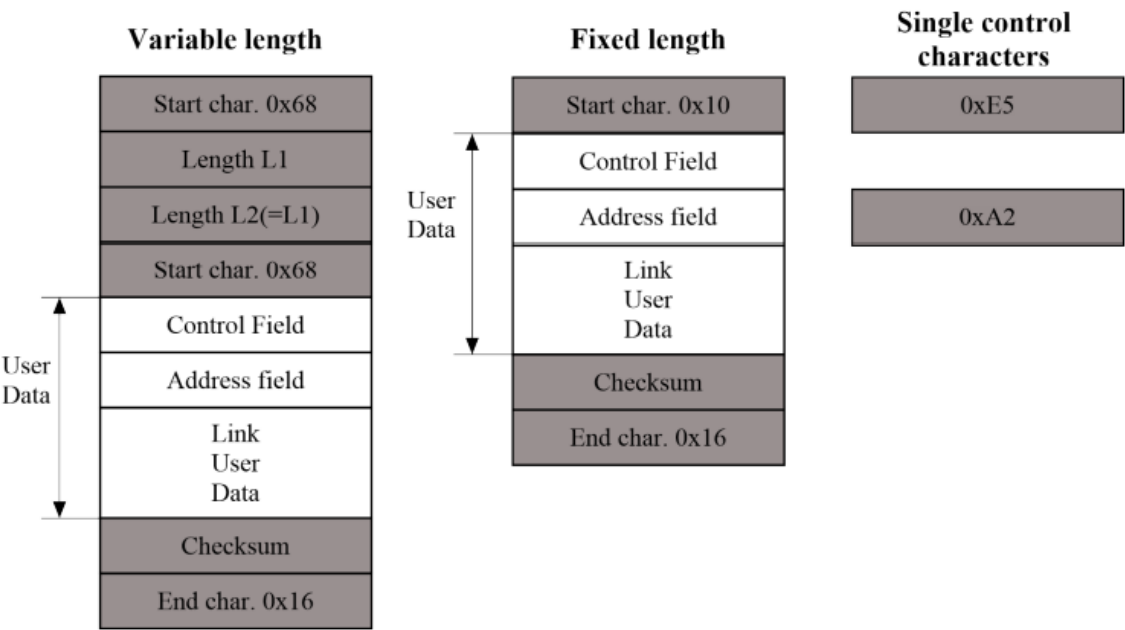 Variable length
Start char. 0x68
Length L1
Length L2(=L1)
Start char. 0x68
User
Data
Control Field
Address field
Link
User
Data
Checksum
End char. 0x16
Fixed length
Start char. 0x10
User
Data
Control Field
Address field
Link
User
Data
Checksum
End char. 0x16
Single control
characters
0xE5
0xA2